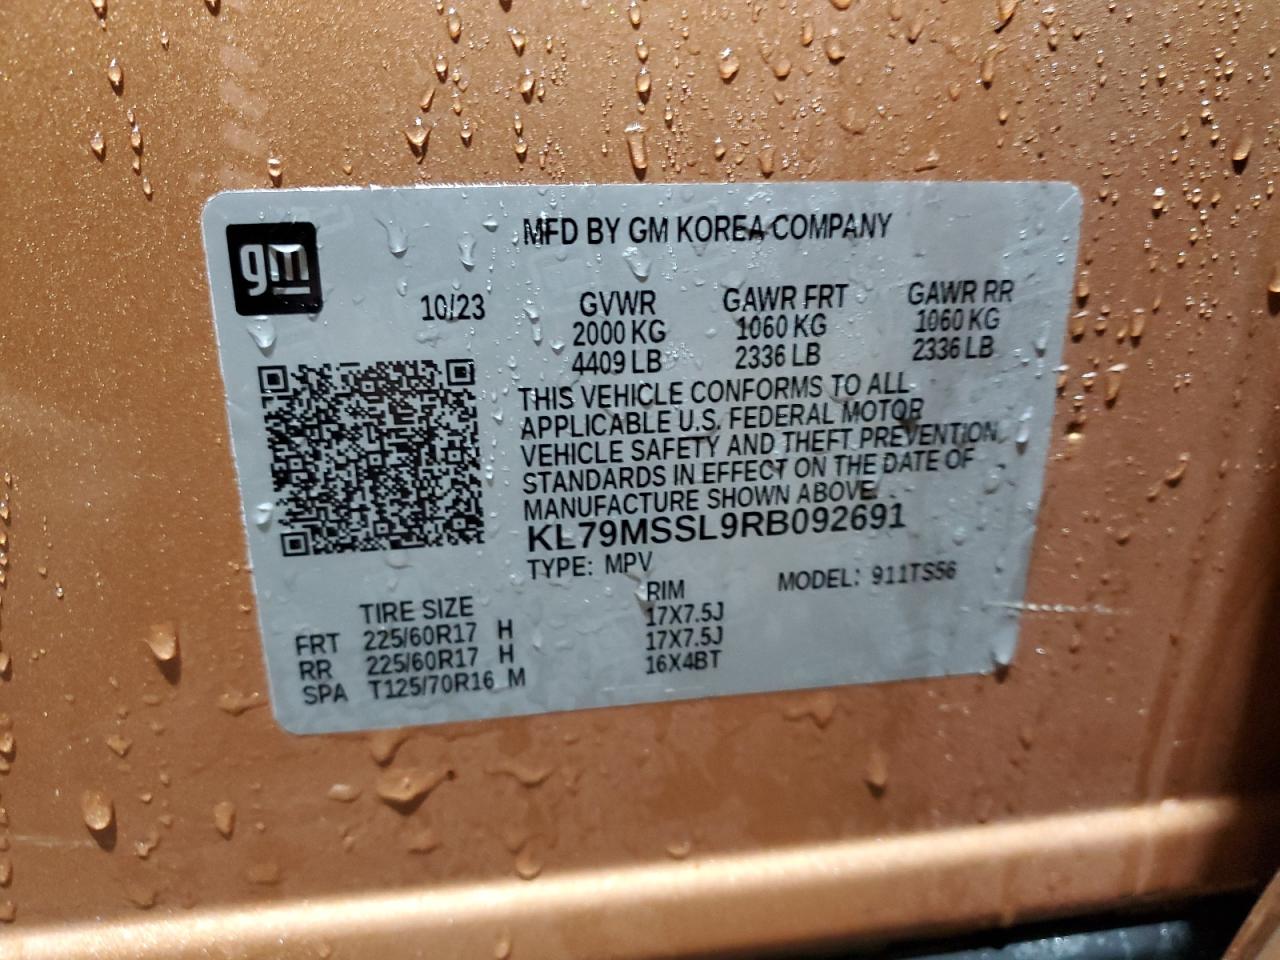 gm
MFD BY GM KOREA COMPANY
10/23 GVWR GAWR FRT GAWR RR
2000 KG 1060 KG 1060 KG
4409 LB 2336 LB 2336 LB
THIS VEHICLE CONFORMS TO ALL
APPLICABLE U.S. FEDERAL MOTOR
VEHICLE SAFETY AND THEFT PREVENTION
STANDARDS IN EFFECT ON THE DATE OF
MANUFACTURE SHOWN ABOVE.
KL79MSSL9RB092691
TYPE: MPV MODEL: 911TS56
TIRE SIZE RIM
FRT 225/60R17 H 17X7.5J
RR 225/60R17 H 17X7.5J
SPA T125/70R16 M 16X4BT